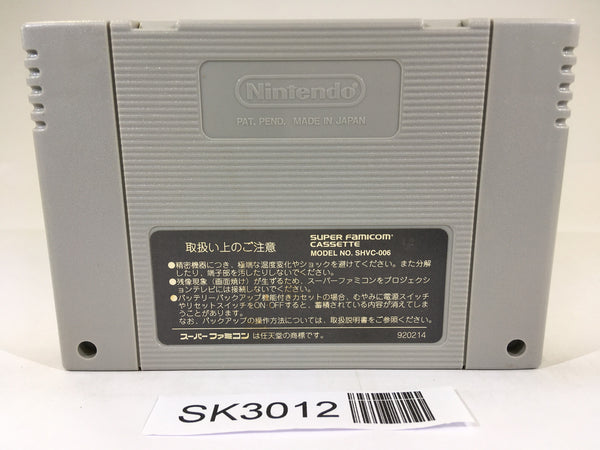 Nintendo
PAT. PEND. MADE IN JAPAN
取扱い上のご注意
SUPER FAMICOM
CASSETTE
MODEL NO. SHVC-006
●精密機器につき、極端な温度変化やショックを避けてください。また分解
したり、端子部を汚したりしないでください。
●残像現象（画面焼け）が生ずるため、スーパーファミコンをプロジェクシ
ョンテレビには接続しないでください。
●バッテリーバックアップ機能付きカセットの場合、むやみに電源スイッチ
やリセットスイッチをON・OFFすると、蓄積されている内容が消えてしま
うことがあります。
なお、バックアップの操作方法については、取扱説明書をご参照ください。
スーパーファミコンは任天堂の商標です。
920214
SK3012